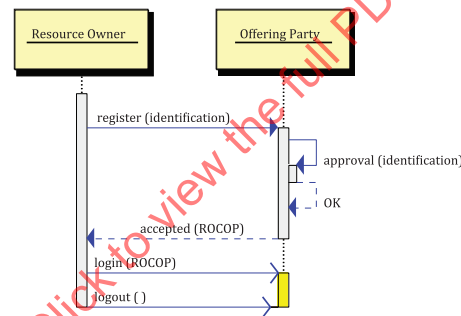 Resource Owner
Offering Party
register (identification)
approval (identification)
OK
accepted (ROCOP)
login (ROCOP)
logout ( )
Click to view the full PD